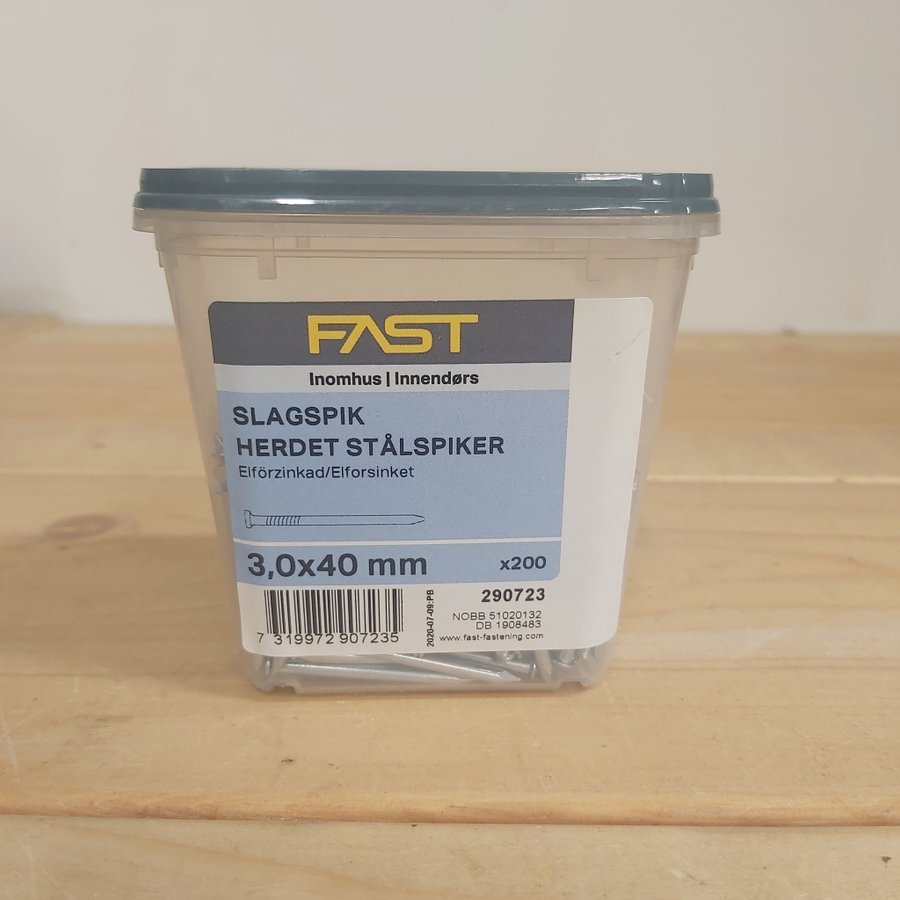 FAST
Inomhus | Innendørs
SLAGSPIK
HERDET STÅLSPIKER
Elförzinkad/Elforsinket
3,0x40 mm x200
290723
NOBB 51020132
DB 1908483
www.fast-fastening.com
7 319972 907235
2020-07-09:PB